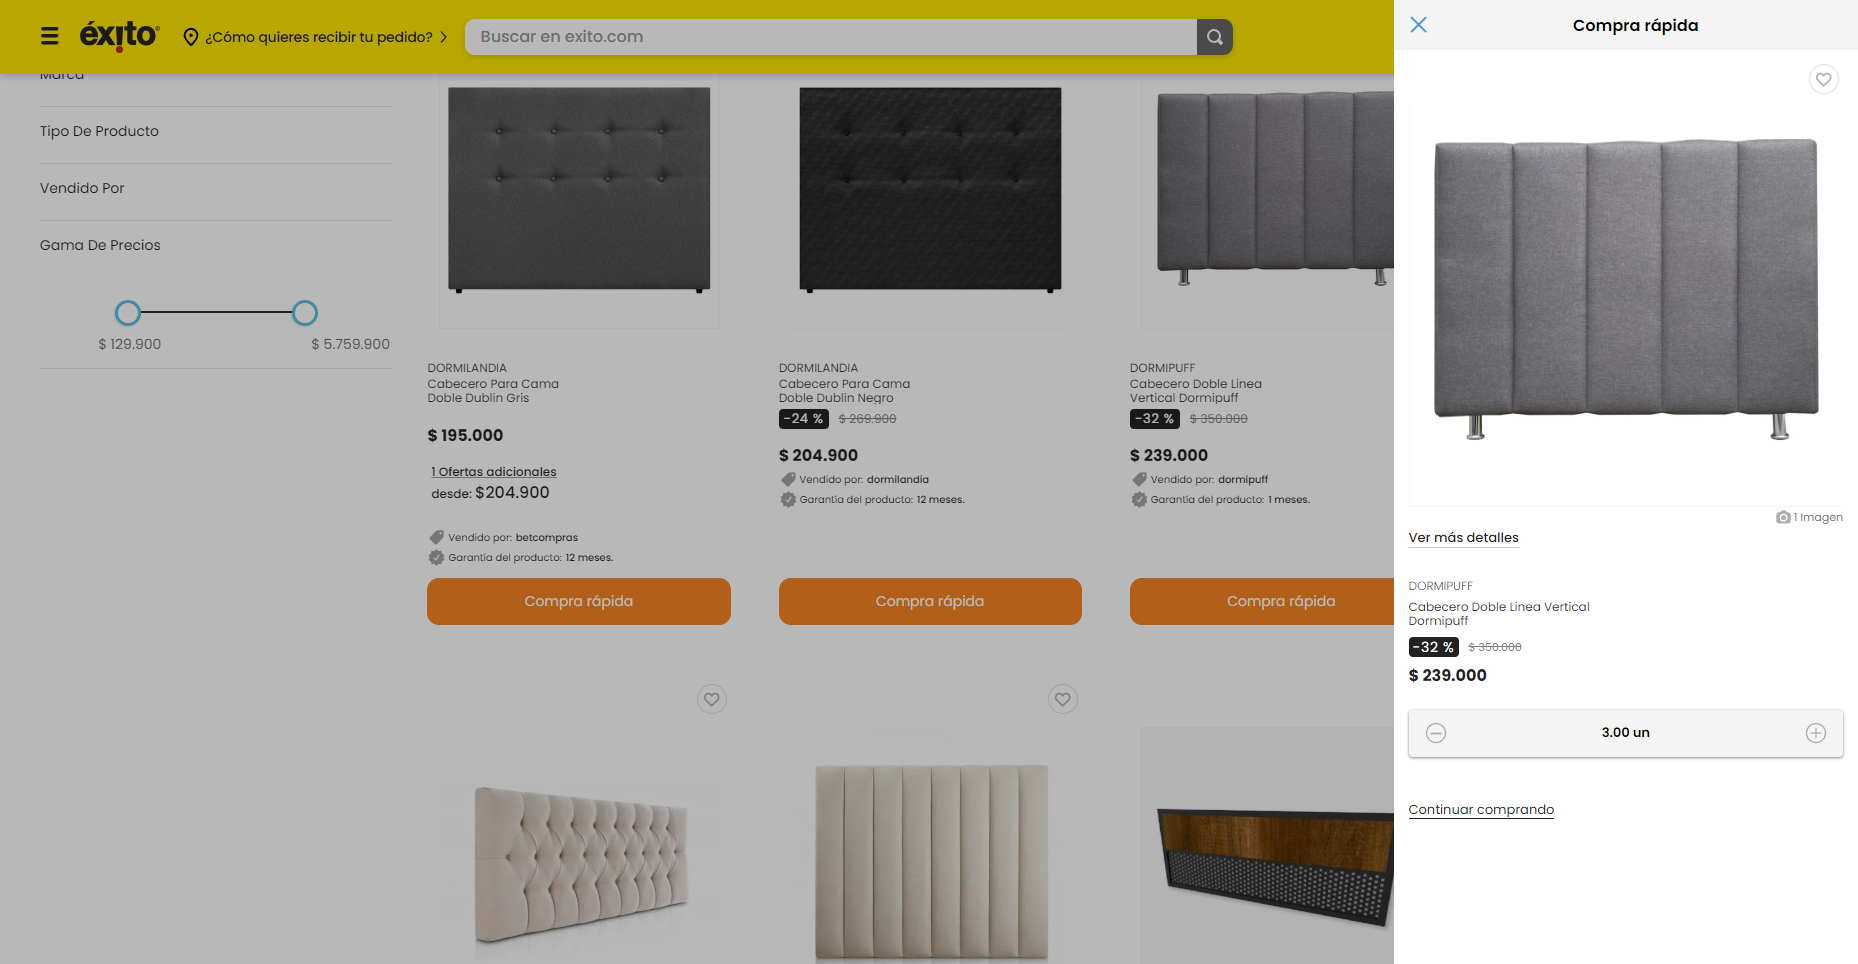 éxito
¿Cómo quieres recibir tu pedido?
Buscar en exito.com
Marca
Tipo De Producto
Vendido Por
Gama De Precios
$ 129.900
$ 5.759.900
DORMILANDIA
Cabecero Para Cama
Doble Dublin Gris
$ 195.000
1 Ofertas adicionales
desde: $204.900
Vendido por: betcompras
Garantía del producto: 12 meses.
Compra rápida
DORMILANDIA
Cabecero Para Cama
Doble Dublin Negro
-24 % $ 269.900
$ 204.900
Vendido por: dormilandia
Garantía del producto: 12 meses.
Compra rápida
DORMIPUFF
Cabecero Doble Linea
Vertical Dormipuff
-32 % $ 350.000
$ 239.000
Vendido por: dormipuff
Garantía del producto: 1 meses.
Compra rápida
Compra rápida
1 Imagen
Ver más detalles
DORMIPUFF
Cabecero Doble Linea Vertical
Dormipuff
-32 % $ 350.000
$ 239.000
3.00 un
Continuar comprando